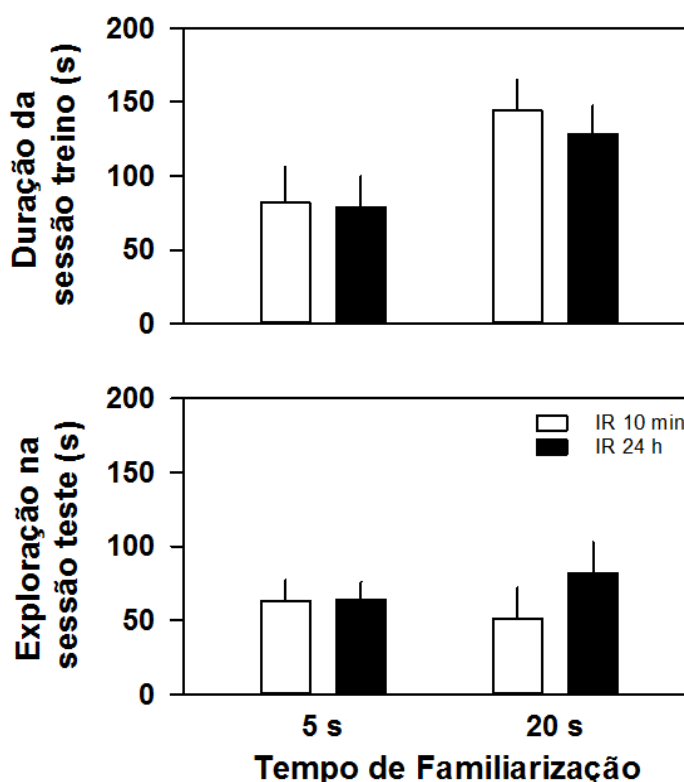 Duração da
sessão treino (s)
200
150
100
50
0
Exploração na
sessão teste (s)
200
150
100
50
0
IR 10 min
IR 24 h
5 s
20 s
Tempo de Familiarização